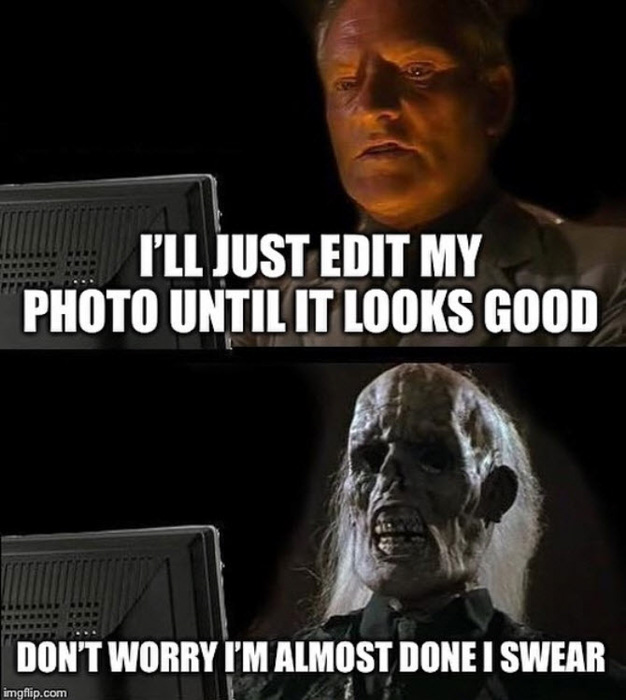 I'LL JUST EDIT MY
PHOTO UNTIL IT LOOKS GOOD
DON'T WORRY I'M ALMOST DONE I SWEAR
imgflip.com